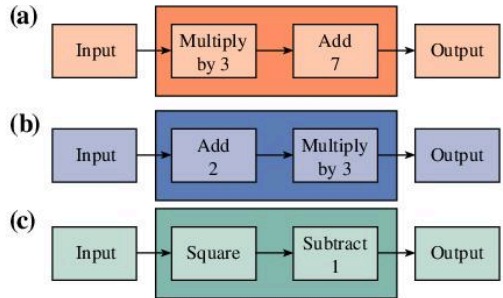 (a)
Input
Multiply
by 3
Add
7
Output
(b)
Input
Add
2
Multiply
by 3
Output
(c)
Input
Square
Subtract
1
Output